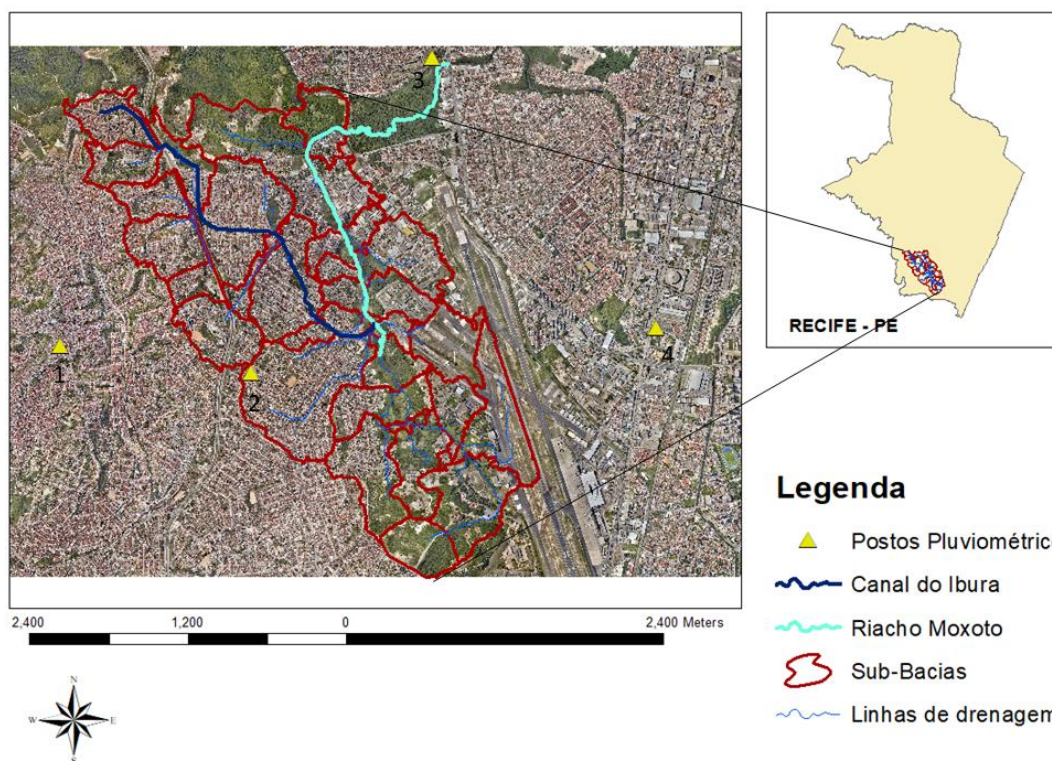 3
1
2
4
RECIFE - PE
Legenda
Postos Pluviométric
Canal do Ibura
Riacho Moxoto
Sub-Bacias
Linhas de drenagem
2,400 1,200 0 2,400 Meters
N
W E
S